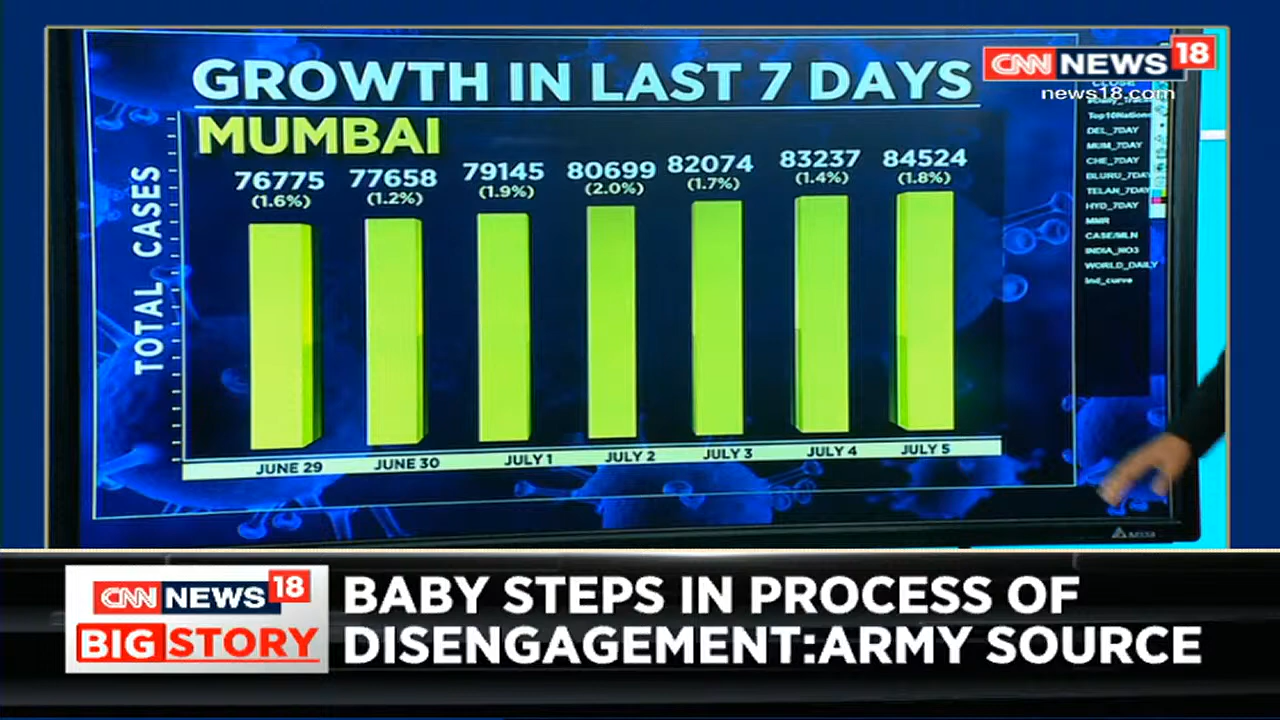 GROWTH IN LAST 7 DAYS
CNN NEWS 18
news18.com
MUMBAI
TOTAL CASES
76775 77658 79145 80699 82074 83237 84524
(1.6%) (1.2%) (1.9%) (2.0%) (1.7%) (1.4%) (1.8%)
JUNE 29 JUNE 30 JULY 1 JULY 2 JULY 3 JULY 4 JULY 5
DEL_7DAY
MUM_7DAY
CHE_7DAY
BLURU_7DAY
TELAN_7DAY
HYD_7DAY
MMR
CASE/MLN
INDIA_NO3
WORLD_DAILY
Ind_curve
CNN NEWS 18
BIG STORY
BABY STEPS IN PROCESS OF
DISENGAGEMENT:ARMY SOURCE